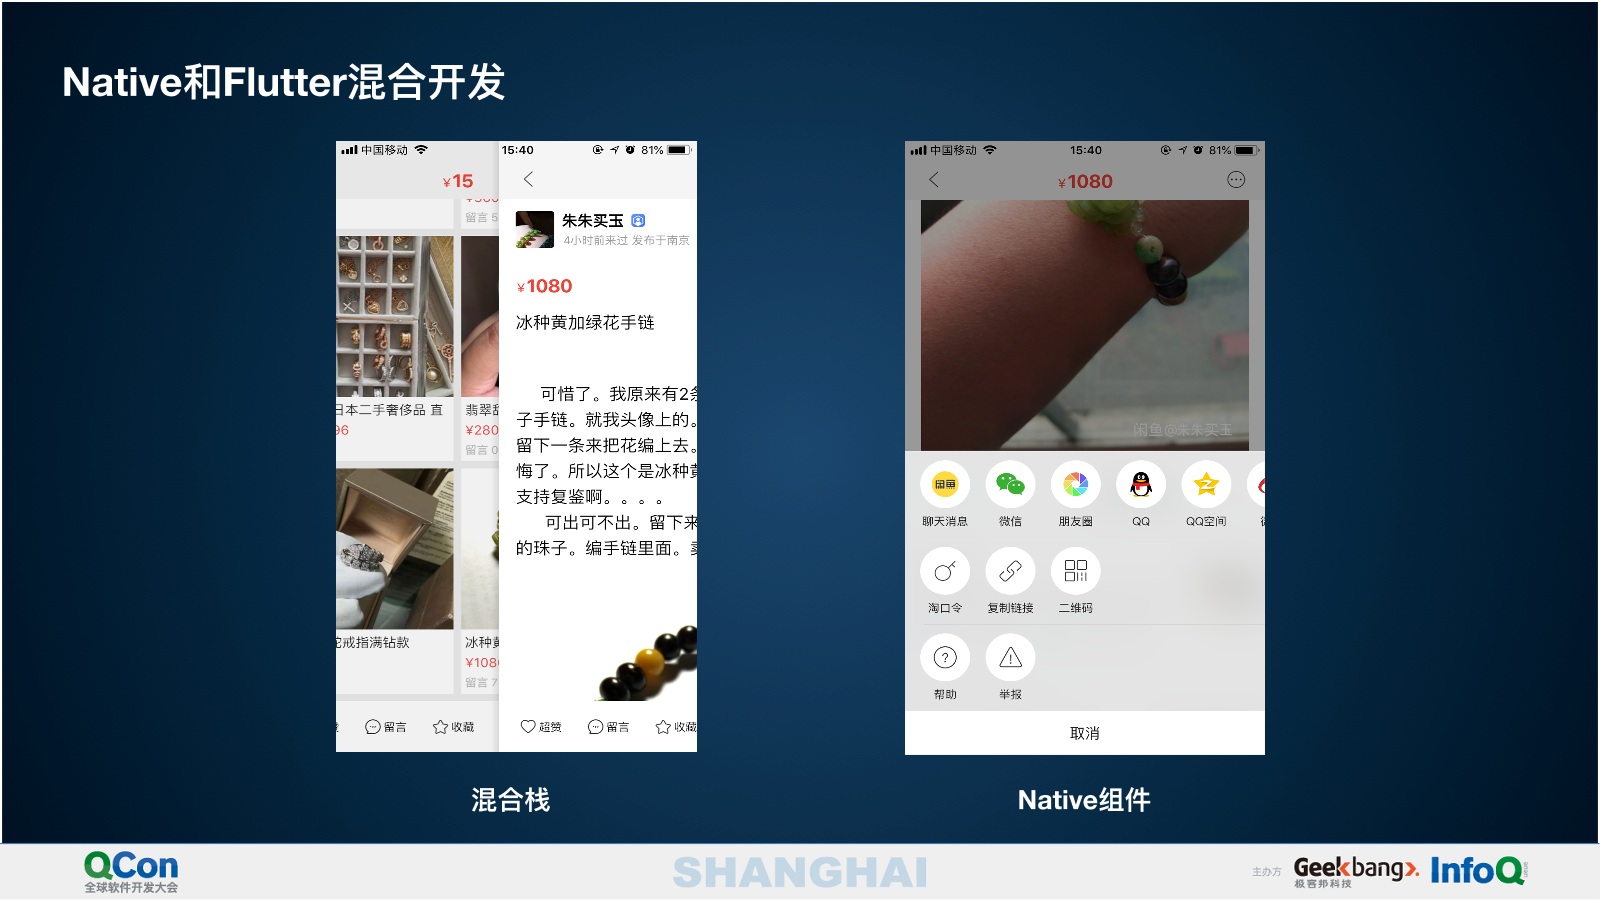 Native和Flutter混合开发
中国移动
¥15
留言 5
日本二手奢侈品 直
96
翡翠
¥280
留言 0
戒指满钻款
冰种黄
¥108
留言 7
留言
收藏
15:40
81%
朱朱买玉
4小时前来过 发布于南京
¥1080
冰种黄加绿花手链
可惜了。我原来有2条
子手链。就我头像上的。
留下一条来把花编上去。
悔了。所以这个是冰种黄
支持复鉴啊。。。。
可出可不出。留下来
的珠子。编手链里面。
超赞
留言
收藏
混合栈
中国移动
15:40
81%
¥1080
闲鱼@朱朱买玉
闲鱼
聊天消息
微信
朋友圈
QQ
QQ空间
淘口令
复制链接
二维码
帮助
举报
取消
Native组件
QCon
全球软件开发大会
SHANGHAI
主办方
Geekbang>.
极客邦科技
InfoQ